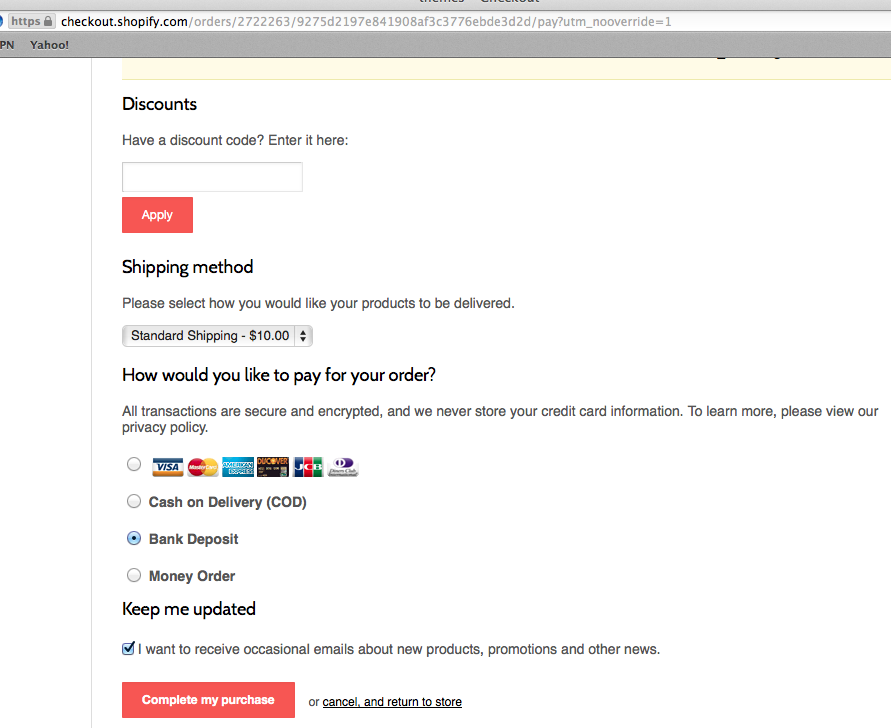 themes - Checkout
https checkout.shopify.com/orders/2722263/9275d2197e841908af3c3776ebde3d2d/pay?utm_nooverride=1
PN Yahoo!
Discounts
Have a discount code? Enter it here:
Apply
Shipping method
Please select how you would like your products to be delivered.
Standard Shipping - $10.00
How would you like to pay for your order?
All transactions are secure and encrypted, and we never store your credit card information. To learn more, please view our
privacy policy.
VISA MasterCard AMERICAN EXPRESS DISCOVER JCB Diners Club
Cash on Delivery (COD)
Bank Deposit
Money Order
Keep me updated
I want to receive occasional emails about new products, promotions and other news.
Complete my purchase or cancel, and return to store